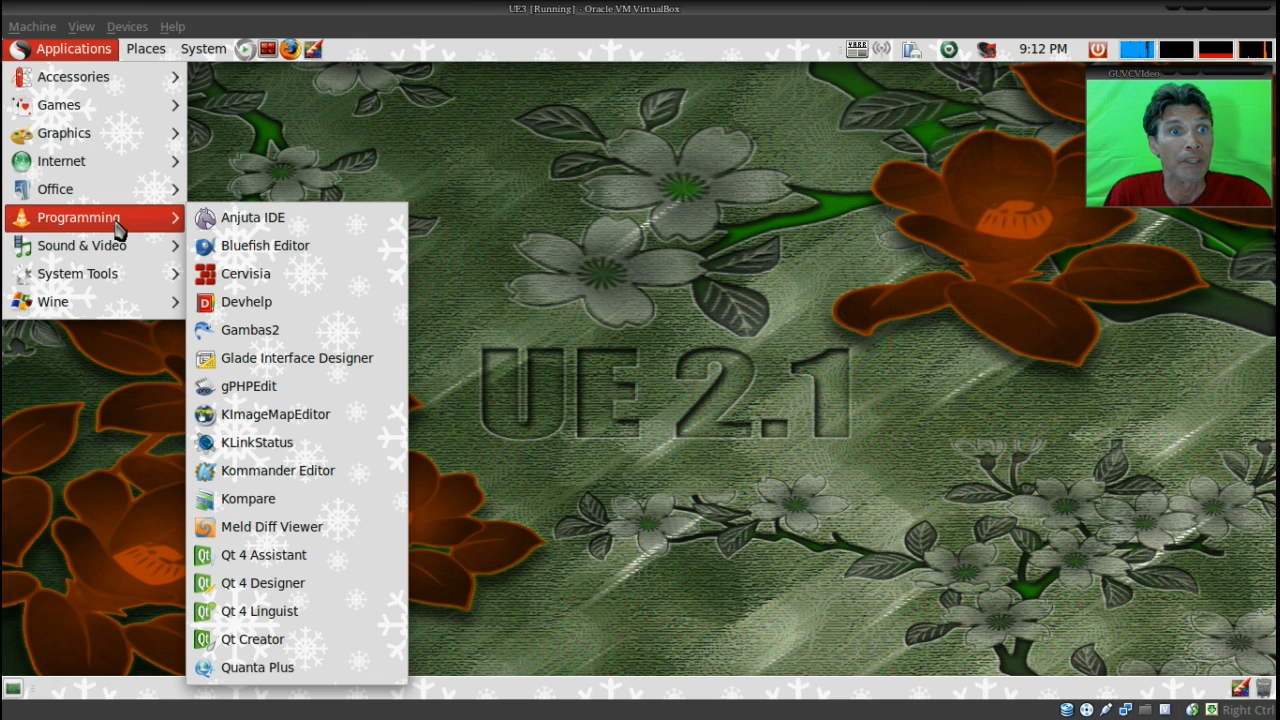 UE3 [Running] - Oracle VM VirtualBox
Machine View Devices Help
Applications Places System 9:12 PM
GUVCVIdeo
Accessories
Games
Graphics
Internet
Office
Programming
Sound & Video
System Tools
Wine
Anjuta IDE
Bluefish Editor
Cervisia
Devhelp
Gambas2
Glade Interface Designer
gPHPEdit
KImageMapEditor
KLinkStatus
Kommander Editor
Kompare
Meld Diff Viewer
Qt 4 Assistant
Qt 4 Designer
Qt 4 Linguist
Qt Creator
Quanta Plus
UE 2.1
Right Ctrl